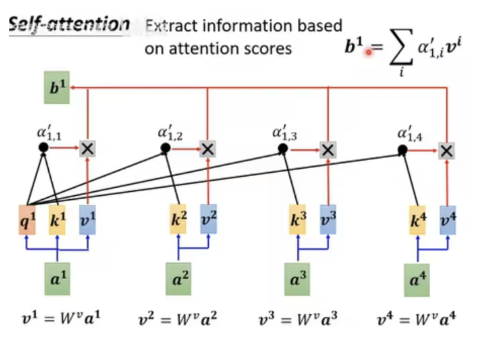 Self-attention Extract information based
on attention scores
b¹ = ∑ᵢ α′₁,ᵢvⁱ
b¹
α′₁,₁ × α′₁,₂ × α′₁,₃ × α′₁,₄ ×
q¹ k¹ v¹ k² v² k³ v³ k⁴ v⁴
a¹ a² a³ a⁴
v¹ = Wᵛa¹ v² = Wᵛa² v³ = Wᵛa³ v⁴ = Wᵛa⁴